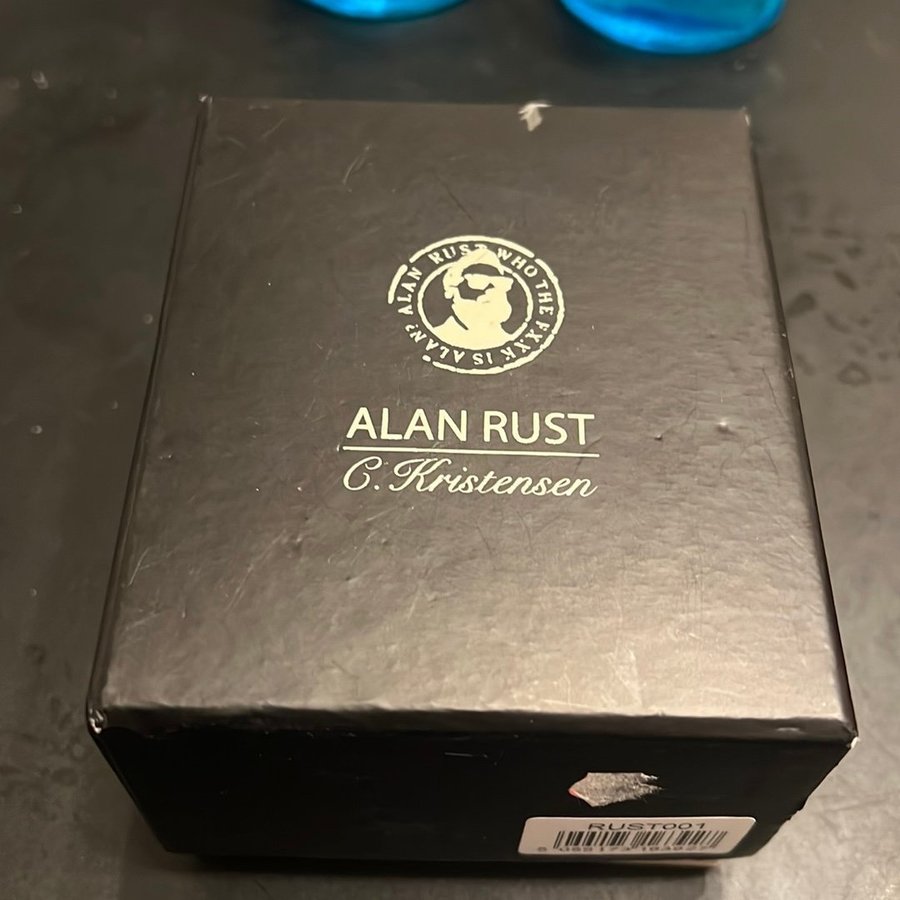 ALAN RUST WHO THE FXXK IS ALAN?
ALAN RUST
C. Kristensen
RUST001